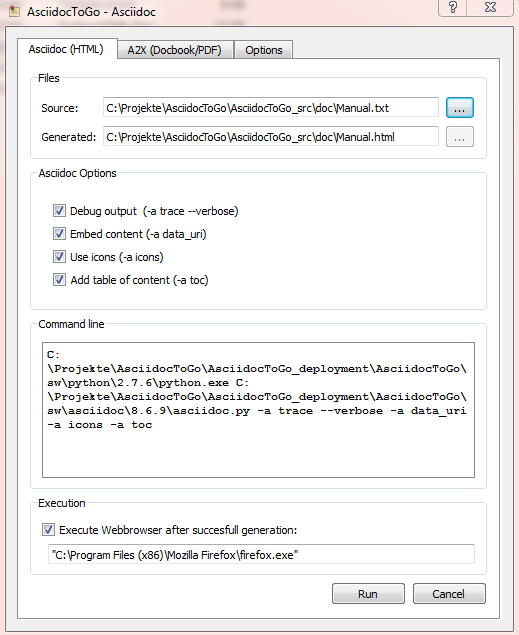 AsciidocToGo - Asciidoc
Asciidoc (HTML)
A2X (Docbook/PDF)
Options
Files
Source:
C:\Projekte\AsciidocToGo\AsciidocToGo_src\doc\Manual.txt
...
Generated:
C:\Projekte\AsciidocToGo\AsciidocToGo_src\doc\Manual.html
...
Asciidoc Options
Debug output  (-a trace --verbose)
Embed content (-a data_uri)
Use icons (-a icons)
Add table of content (-a toc)
Command line
C:
\Projekte\AsciidocToGo\AsciidocToGo_deployment\AsciidocToGo\
sw\python\2.7.6\python.exe C:
\Projekte\AsciidocToGo\AsciidocToGo_deployment\AsciidocToGo\
sw\asciidoc\8.6.9\asciidoc.py -a trace --verbose -a data_uri
-a icons -a toc
Execution
Execute Webbrowser after succesfull generation:
"C:\Program Files (x86)\Mozilla Firefox\firefox.exe"
Run
Cancel